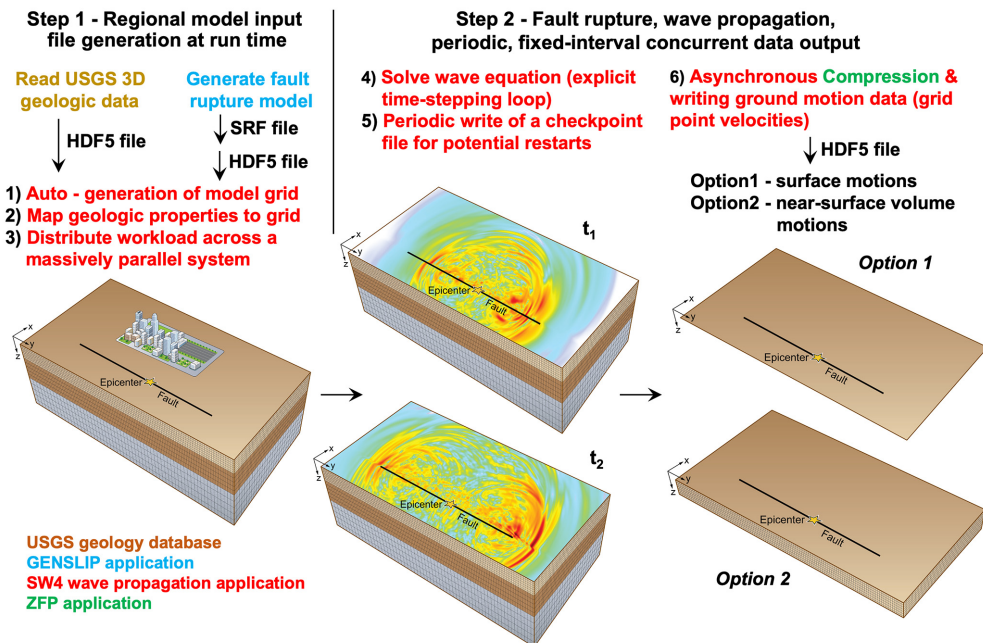 Step 1 - Regional model input
file generation at run time
Read USGS 3D
geologic data
HDF5 file
Generate fault
rupture model
SRF file
HDF5 file
1) Auto - generation of model grid
2) Map geologic properties to grid
3) Distribute workload across a
massively parallel system
x
y
z
Epicenter
Fault
USGS geology database
GENSLIP application
SW4 wave propagation application
ZFP application
Step 2 - Fault rupture, wave propagation,
periodic, fixed-interval concurrent data output
4) Solve wave equation (explicit
time-stepping loop)
5) Periodic write of a checkpoint
file for potential restarts
t1
x
y
z
Epicenter
Fault
t2
x
y
z
Epicenter
Fault
6) Asynchronous Compression &
writing ground motion data (grid
point velocities)
HDF5 file
Option1 - surface motions
Option2 - near-surface volume
motions
Option 1
x
y
z
Epicenter
Fault
x
y
z
Epicenter
Fault
Option 2